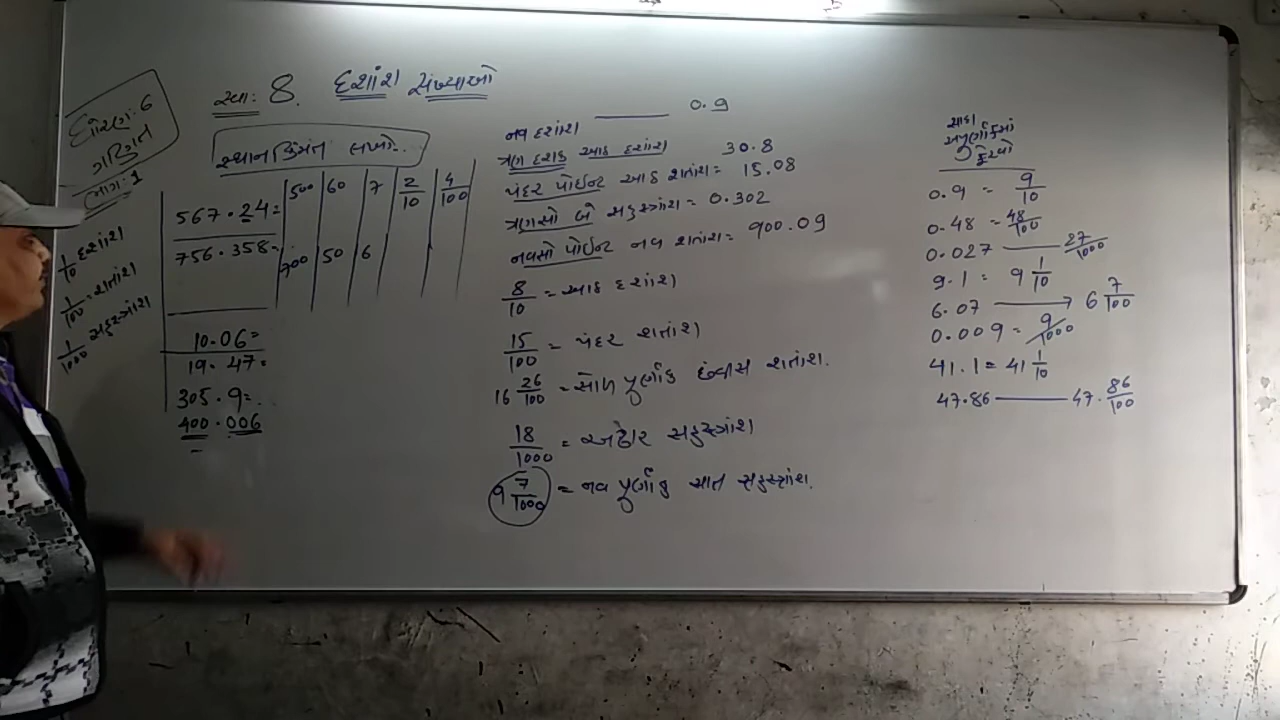 ધોરણ: 6
ગણિત
ભાગ: 1
1/10 દશાંશ
1/100 = શતાંશ
1/1000 સહસ્ત્રાંશ
સ્વા: 8. દશાંશ સંખ્યાઓ
સ્થાન કિંમત લખો.
567.24 = 500 | 60 | 7 | 2/10 | 4/100
756.358 = 700 | 50 | 6
10.06 =
19.47 =
305.9 =
400.006
નવ દશાંશ —— 0.9
ત્રણ દશક આઠ દશાંશ 30.8
પંદર પોઈન્ટ આઠ શતાંશ = 15.08
ત્રણસો બે સહસ્ત્રાંશ = 0.302
નવસો પોઈન્ટ નવ શતાંશ = 900.09
8/10 = આઠ દશાંશ
15/100 = પંદર શતાંશ
16 26/100 = સોળ પૂર્ણાંક છવીસ શતાંશ.
18/1000 = અઢાર સહસ્ત્રાંશ
9 7/1000 = નવ પૂર્ણાંક સાત સહસ્ત્રાંશ.
સાદા
અપૂર્ણાંકમાં
ફેરવો
0.9 = 9/10
0.48 = 48/100
0.027 —— 27/1000
9.1 = 9 1/10
6.07 ——→ 6 7/100
0.009 = 9/1000
41.1 = 41 1/10
47.86 —— 47.86/100